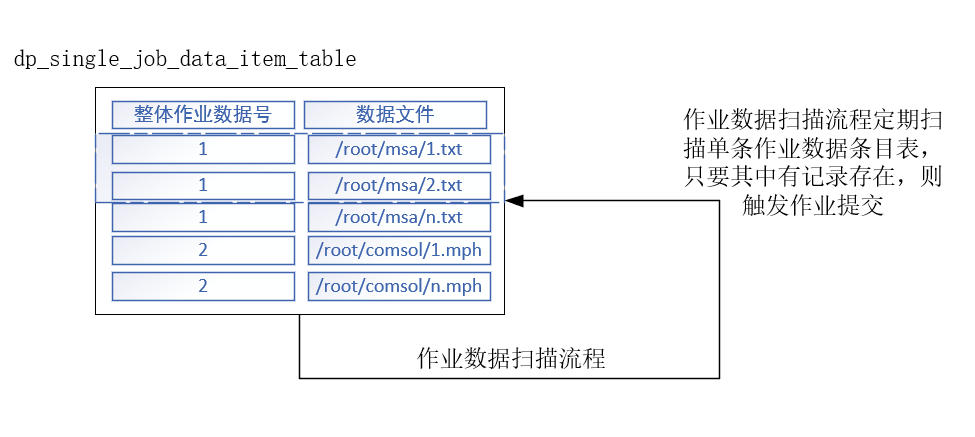 dp_single_job_data_item_table
整体作业数据号 数据文件
1 /root/msa/1.txt
1 /root/msa/2.txt
1 /root/msa/n.txt
2 /root/comsol/1.mph
2 /root/comsol/n.mph
作业数据扫描流程定期扫
描单条作业数据条目表，
只要其中有记录存在，则
触发作业提交
作业数据扫描流程